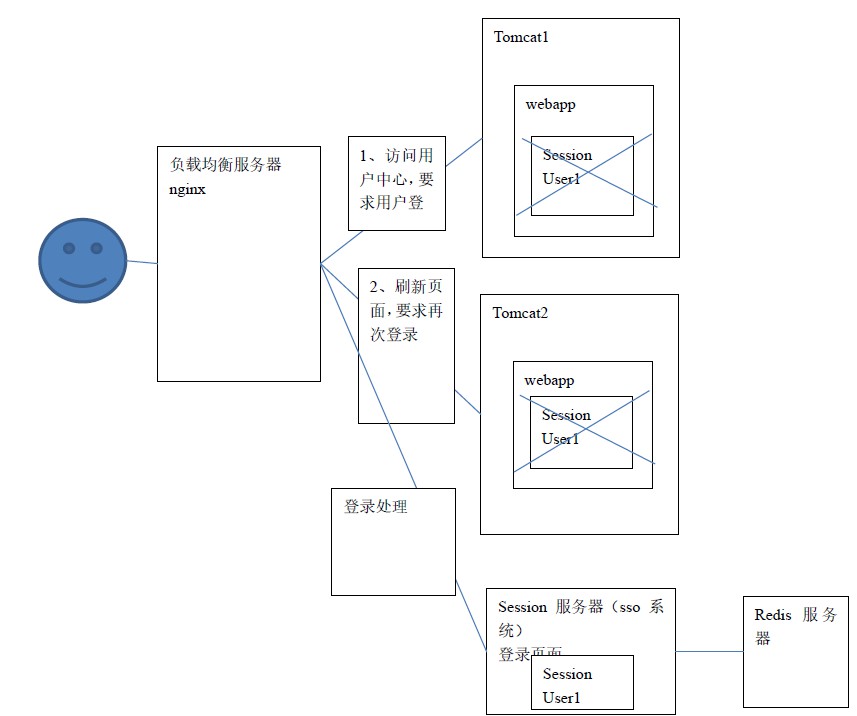 负载均衡服务器
nginx
1、访问用
户中心，要
求用户登
Tomcat1
webapp
Session
User1
2、刷新页
面，要求再
次登录
Tomcat2
webapp
Session
User1
登录处理
Session 服务器（sso 系
统）
登录页面
Session
User1
Redis 服务
器